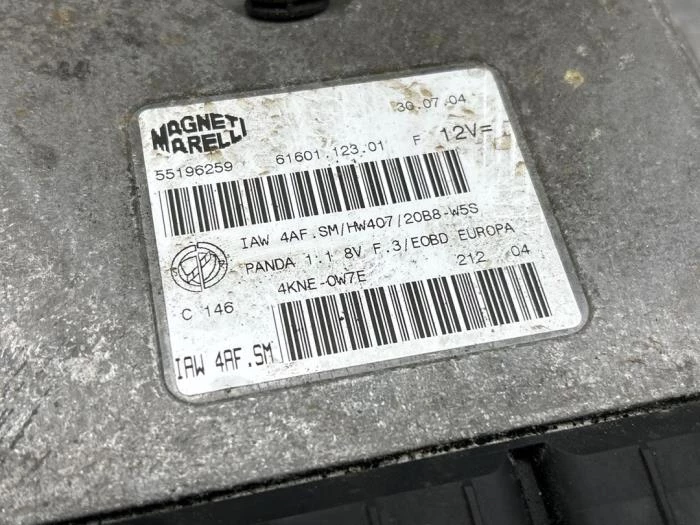 MAGNETI MARELLI
30.07.04
55196259 61601.123.01 F 12V=
IAW 4AF.SM/HW407/20B8-W5S
PANDA 1.1 8V F.3/EOBD EUROPA
4KNE-0W7E 212 04
C 146
IAW 4AF.SM